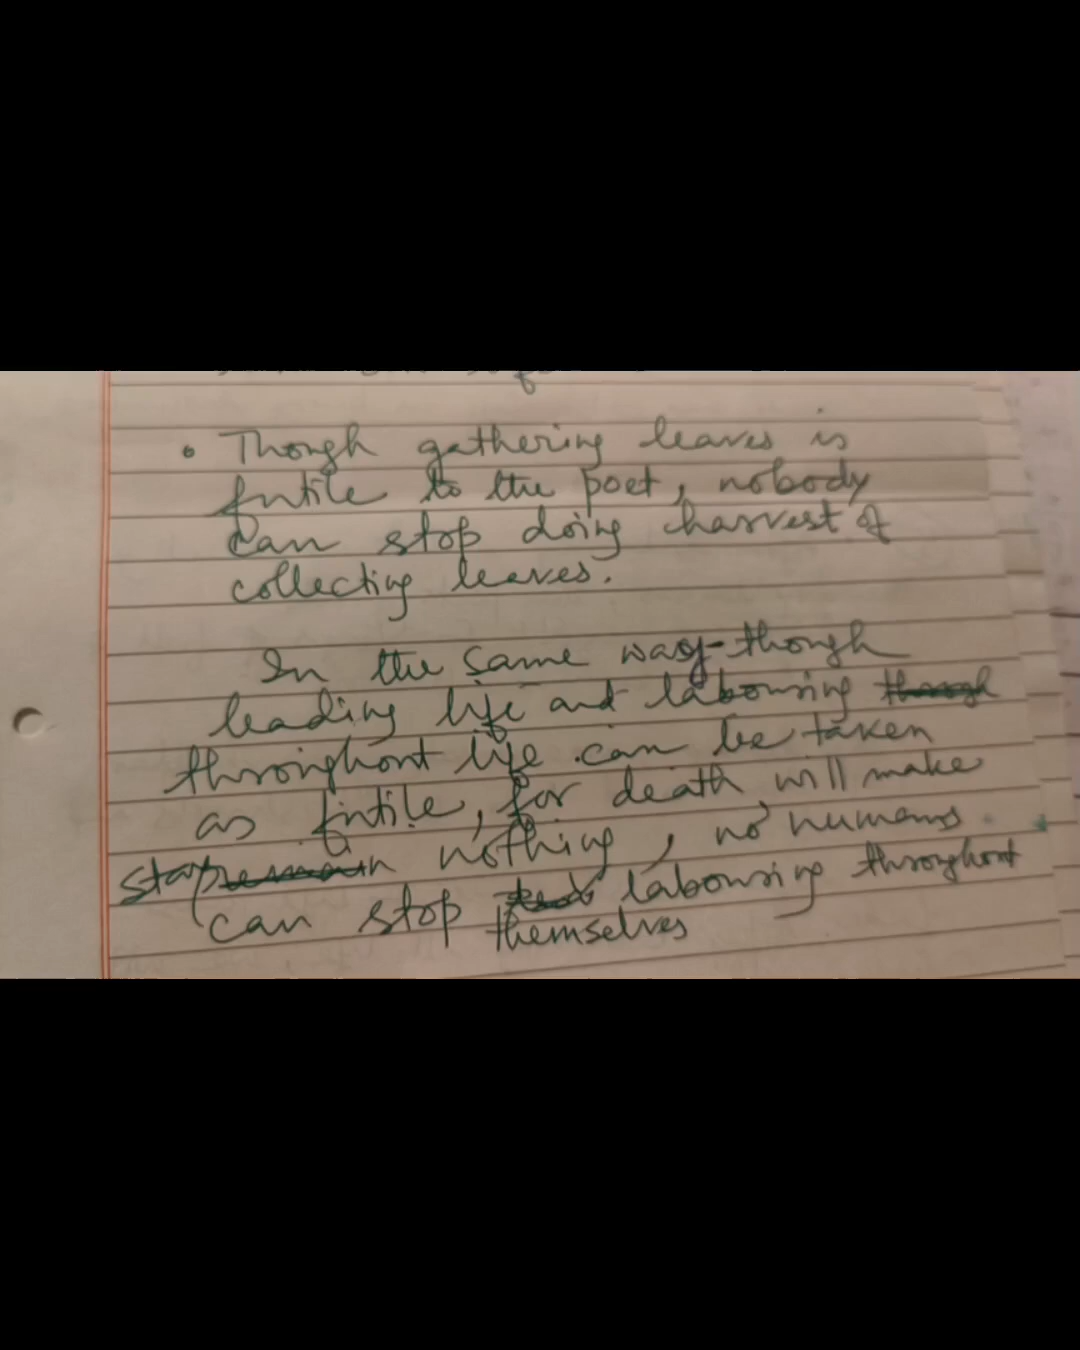 • Though gathering leaves is
futile to the poet, nobody
can stop doing harvest of
collecting leaves.
In the same way-though
leading life and labouring
throughout life can be taken
as futile, for death will make
stay nothing, no humans
can stop labouring throughout
themselves